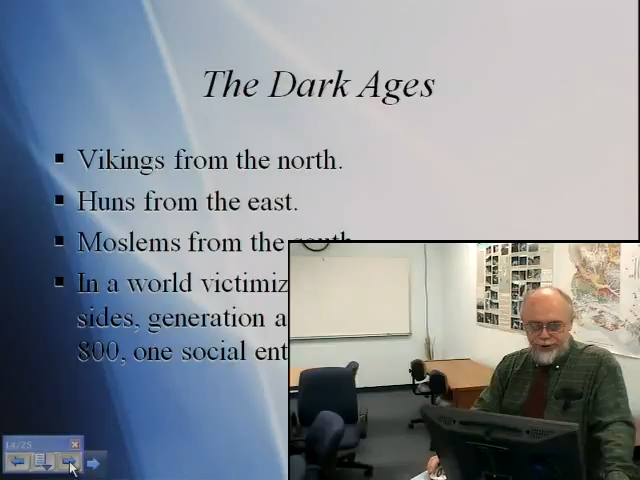 The Dark Ages
Vikings from the north.
Huns from the east.
Moslems from the south
In a world victimiz
sides, generation a
800, one social ent
14/25